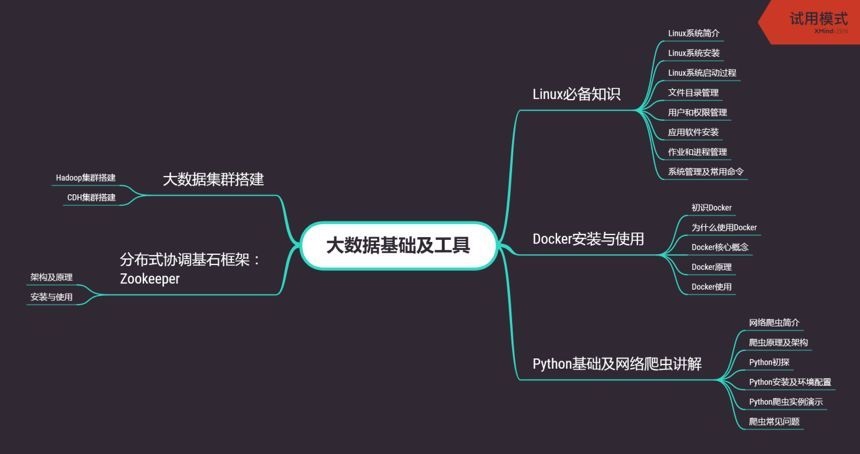 试用模式
XMind:ZEN
大数据基础及工具
Linux必备知识
Linux系统简介
Linux系统安装
Linux系统启动过程
文件目录管理
用户和权限管理
应用软件安装
作业和进程管理
系统管理及常用命令
Docker安装与使用
初识Docker
为什么使用Docker
Docker核心概念
Docker原理
Docker使用
Python基础及网络爬虫讲解
网络爬虫简介
爬虫原理及架构
Python初探
Python安装及环境配置
Python爬虫实例演示
爬虫常见问题
大数据集群搭建
Hadoop集群搭建
CDH集群搭建
分布式协调基石框架：
Zookeeper
架构及原理
安装与使用